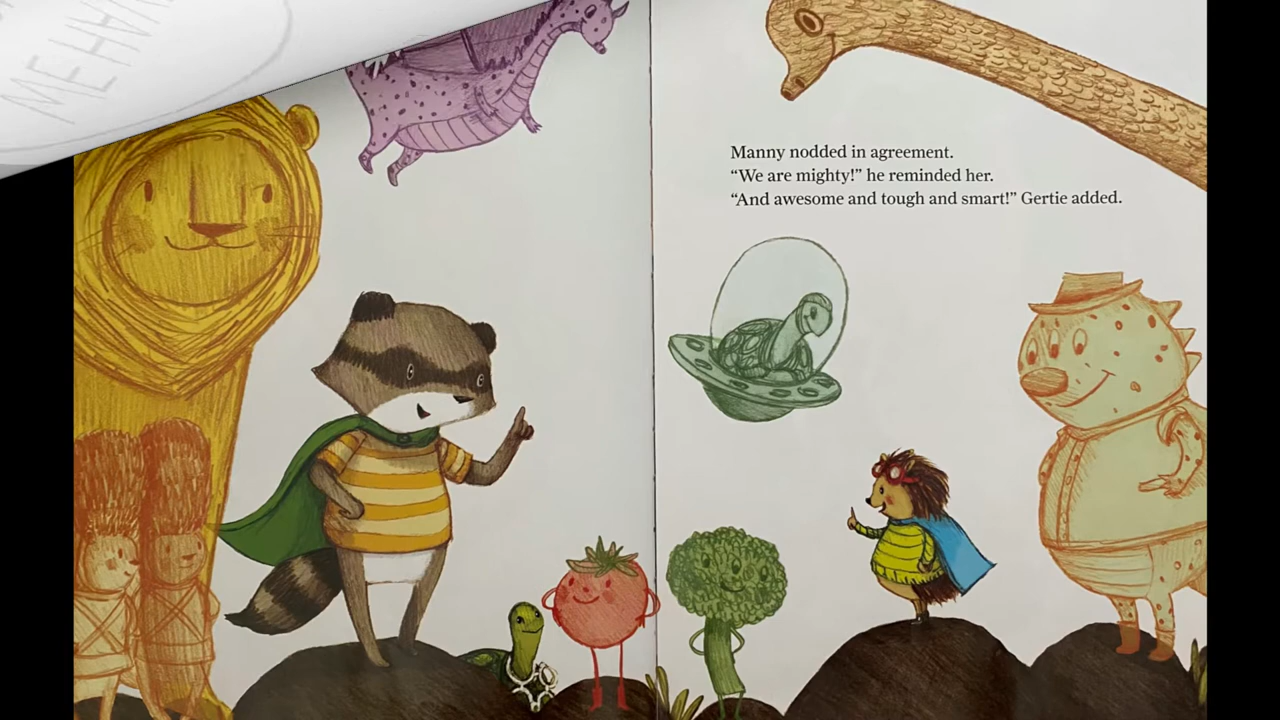 Manny nodded in agreement.
“We are mighty!” he reminded her.
“And awesome and tough and smart!” Gertie added.